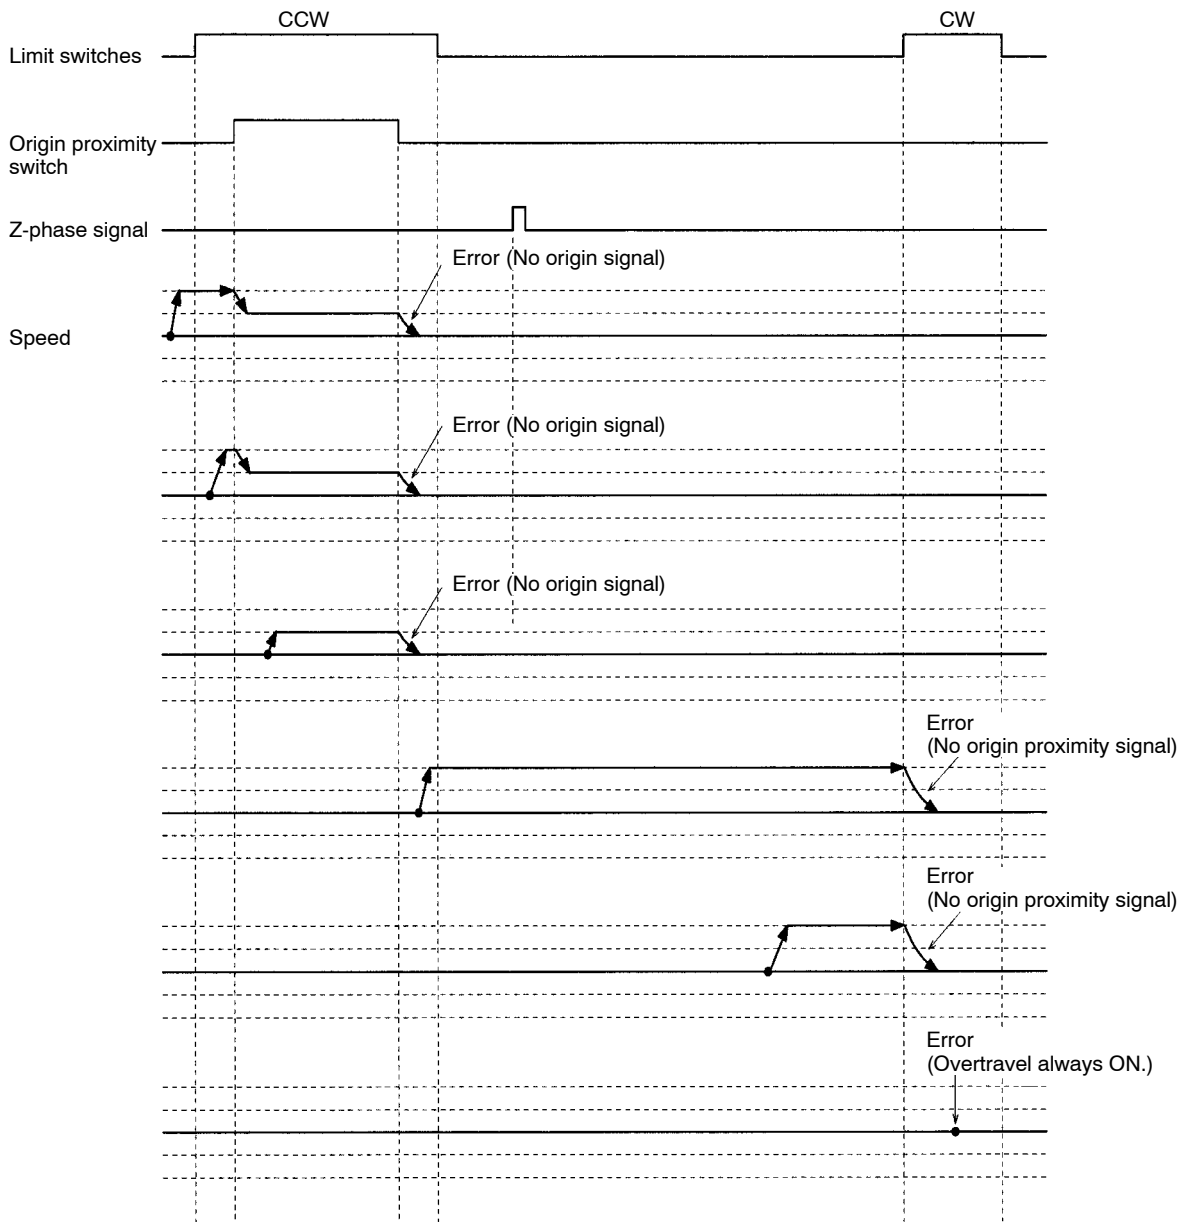 CCW
CW
Limit switches
Origin proximity
switch
Z-phase signal
Error (No origin signal)
Speed
Error (No origin signal)
Error (No origin signal)
Error
(No origin proximity signal)
Error
(No origin proximity signal)
Error
(Overtravel always ON.)